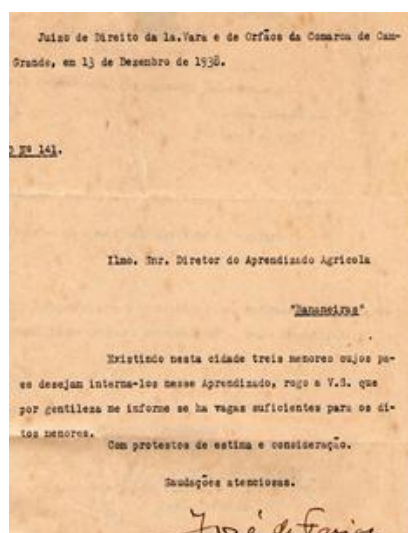 Juizo de Direito da 1a.Vara e de Orfãos da Comarca de Cam-
Grande, em 13 de Dezembro de 1938.
O Nº 141.
Ilmo. Snr. Diretor do Aprendizado Agricola
"Bananeiras"
Existindo nesta cidade treis menores cujos pa-
es desejam interna-los nesse Aprendizado, rogo a V.S. que
por gentileza me informe se ha vagas suficientes para os di-
tos menores.
Com protestos de estima e consideração.
Saudações atenciosas.
José de Farias